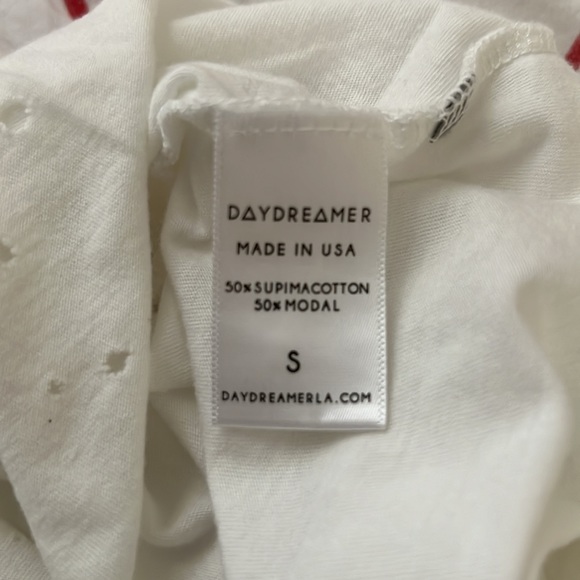 DAYDREAMER
MADE IN USA
50% SUPIMACOTTON
50% MODAL
S
DAYDREAMERLA.COM